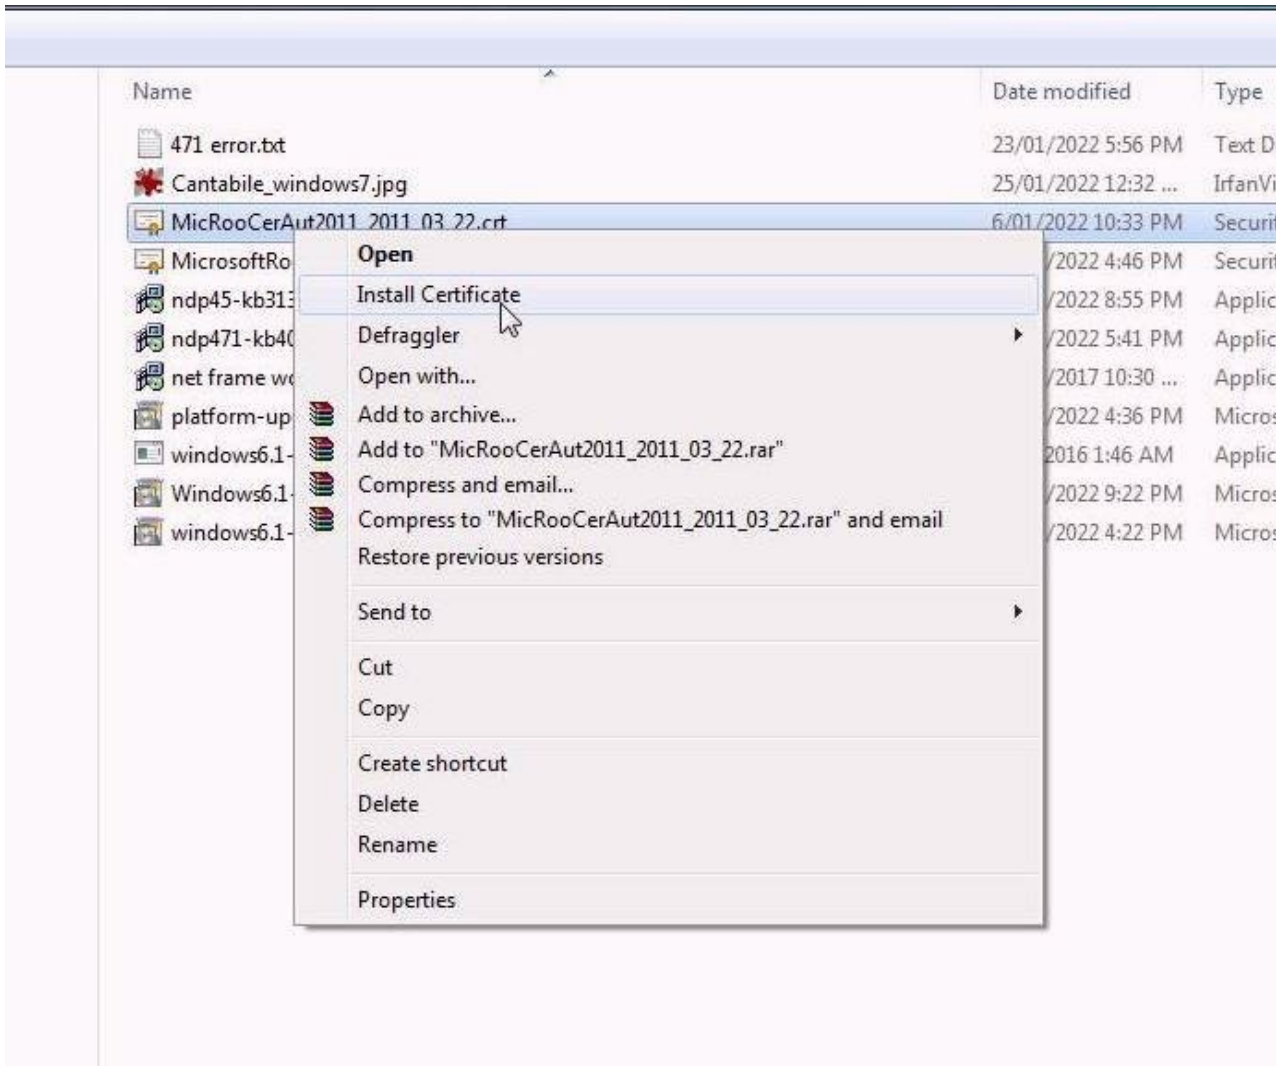 Name Date modified Type
471 error.txt 23/01/2022 5:56 PM Text D
Cantabile_windows7.jpg 25/01/2022 12:32 ... IrfanVi
MicRooCerAut2011_2011_03_22.crt 6/01/2022 10:33 PM Securit
MicrosoftRo /2022 4:46 PM Securit
ndp45-kb313 /2022 8:55 PM Applic
ndp471-kb40 /2022 5:41 PM Applic
net frame wo /2017 10:30 ... Applic
platform-up /2022 4:36 PM Micros
windows6.1- 2016 1:46 AM Applic
Windows6.1- /2022 9:22 PM Micros
windows6.1- /2022 4:22 PM Micros
Open
Install Certificate
Defraggler
Open with...
Add to archive...
Add to "MicRooCerAut2011_2011_03_22.rar"
Compress and email...
Compress to "MicRooCerAut2011_2011_03_22.rar" and email
Restore previous versions
Send to
Cut
Copy
Create shortcut
Delete
Rename
Properties